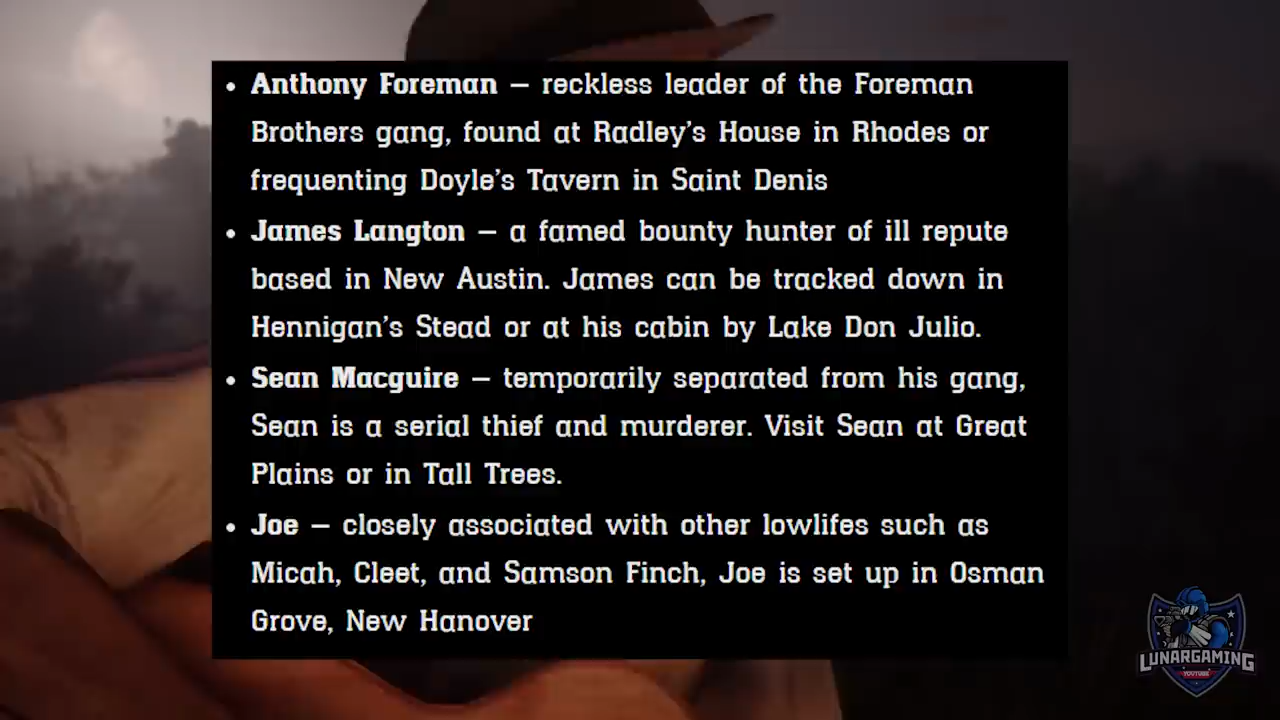 • Anthony Foreman – reckless leader of the Foreman
Brothers gang, found at Radley's House in Rhodes or
frequenting Doyle's Tavern in Saint Denis
• James Langton – a famed bounty hunter of ill repute
based in New Austin. James can be tracked down in
Hennigan's Stead or at his cabin by Lake Don Julio.
• Sean Macguire – temporarily separated from his gang,
Sean is a serial thief and murderer. Visit Sean at Great
Plains or in Tall Trees.
• Joe – closely associated with other lowlifes such as
Micah, Cleet, and Samson Finch, Joe is set up in Osman
Grove, New Hanover
LUNARGAMING
YOUTUBE